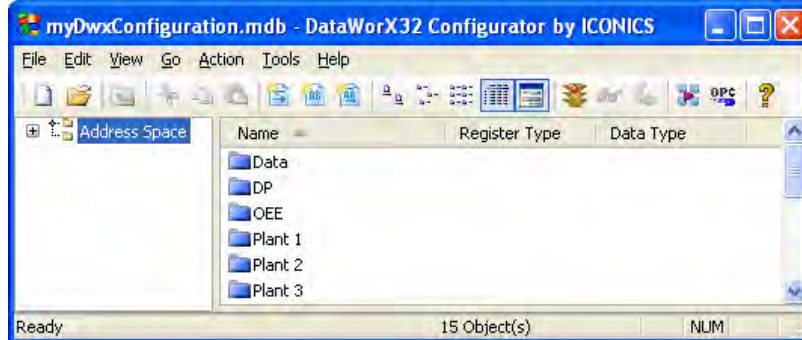 myDwxConfiguration.mdb - DataWorX32 Configurator by ICONICS
File Edit View Go Action Tools Help
OPC ?
Address Space Name Register Type Data Type
Data
DP
OEE
Plant 1
Plant 2
Plant 3
Ready 15 Object(s) NUM